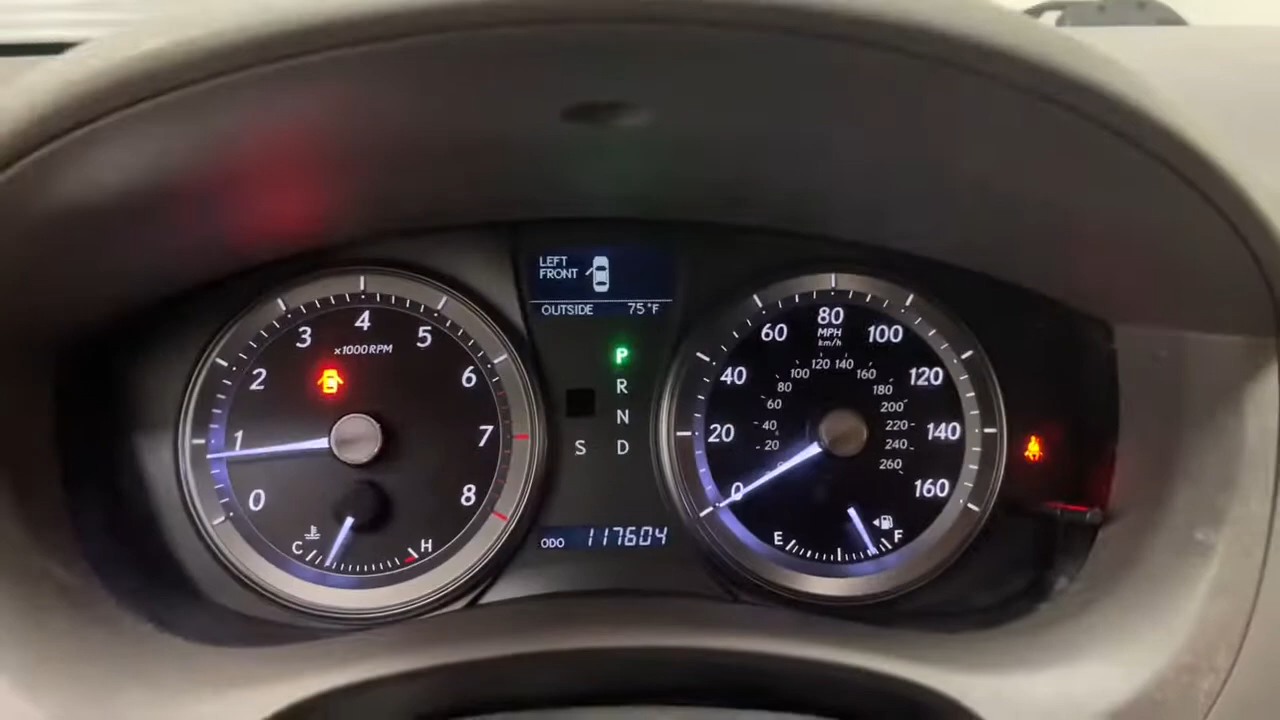 LEFT
FRONT
OUTSIDE 75°F
0 1 2 3 4 5 6 7 8
x1000 RPM
C H
P
R
N
S D
ODO 117604
0 20 40 60 80 100 120 140 160
MPH
km/h
20 40 60 80 100 120 140 160 180 200 220 240 260
E F